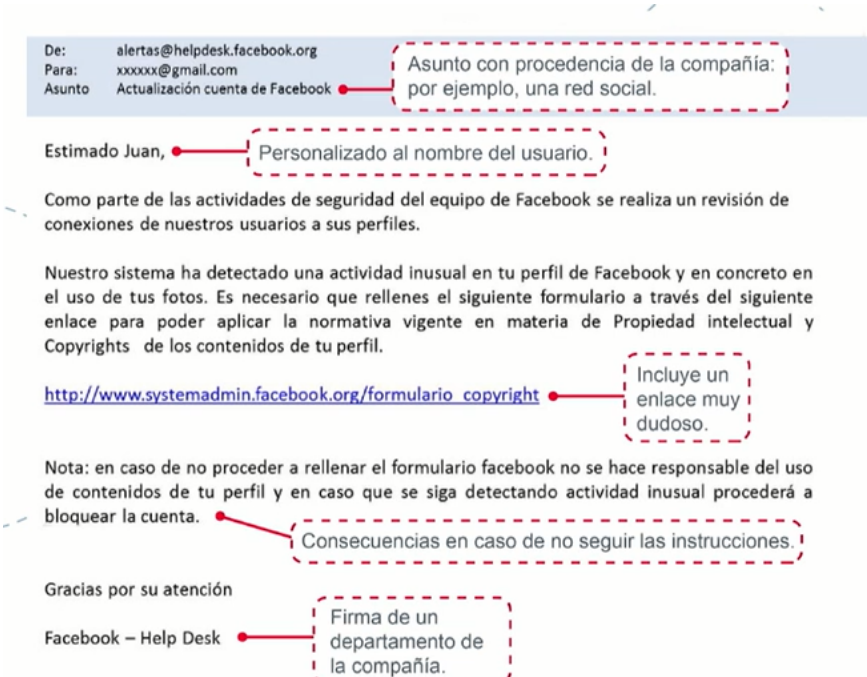 De: alertas@helpdesk.facebook.org
Para: xxxxxx@gmail.com
Asunto Actualización cuenta de Facebook
Asunto con procedencia de la compañía:
por ejemplo, una red social.
Estimado Juan,
Personalizado al nombre del usuario.
Como parte de las actividades de seguridad del equipo de Facebook se realiza un revisión de
conexiones de nuestros usuarios a sus perfiles.
Nuestro sistema ha detectado una actividad inusual en tu perfil de Facebook y en concreto en
el uso de tus fotos. Es necesario que rellenes el siguiente formulario a través del siguiente
enlace para poder aplicar la normativa vigente en materia de Propiedad intelectual y
Copyrights de los contenidos de tu perfil.
http://www.systemadmin.facebook.org/formulario_copyright
Incluye un
enlace muy
dudoso.
Nota: en caso de no proceder a rellenar el formulario facebook no se hace responsable del uso
de contenidos de tu perfil y en caso que se siga detectando actividad inusual procederá a
bloquear la cuenta.
Consecuencias en caso de no seguir las instrucciones.
Gracias por su atención
Facebook – Help Desk
Firma de un
departamento de
la compañía.